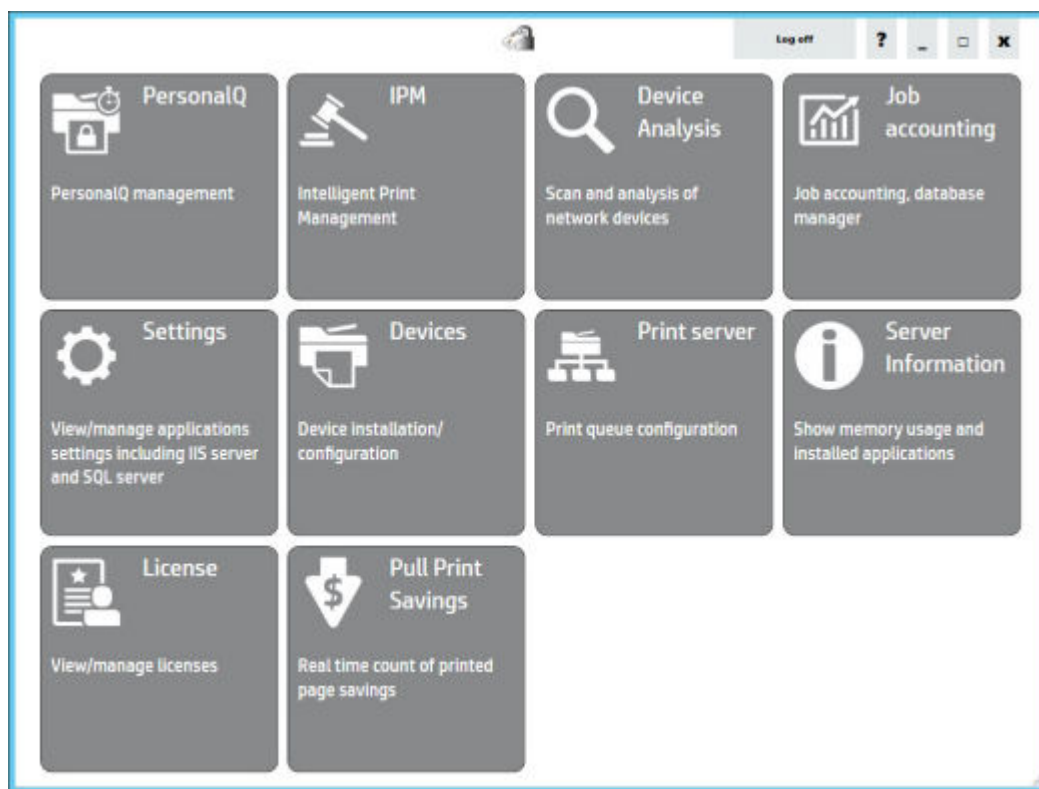 Log off ? _ □ x
PersonalQ
PersonalQ management
IPM
Intelligent Print
Management
Device
Analysis
Scan and analysis of
network devices
Job
accounting
Job accounting, database
manager
Settings
View/manage applications
settings including IIS server
and SQL server
Devices
Device installation/
configuration
Print server
Print queue configuration
Server
Information
Show memory usage and
installed applications
License
View/manage licenses
Pull Print
Savings
$
Real time count of printed
page savings